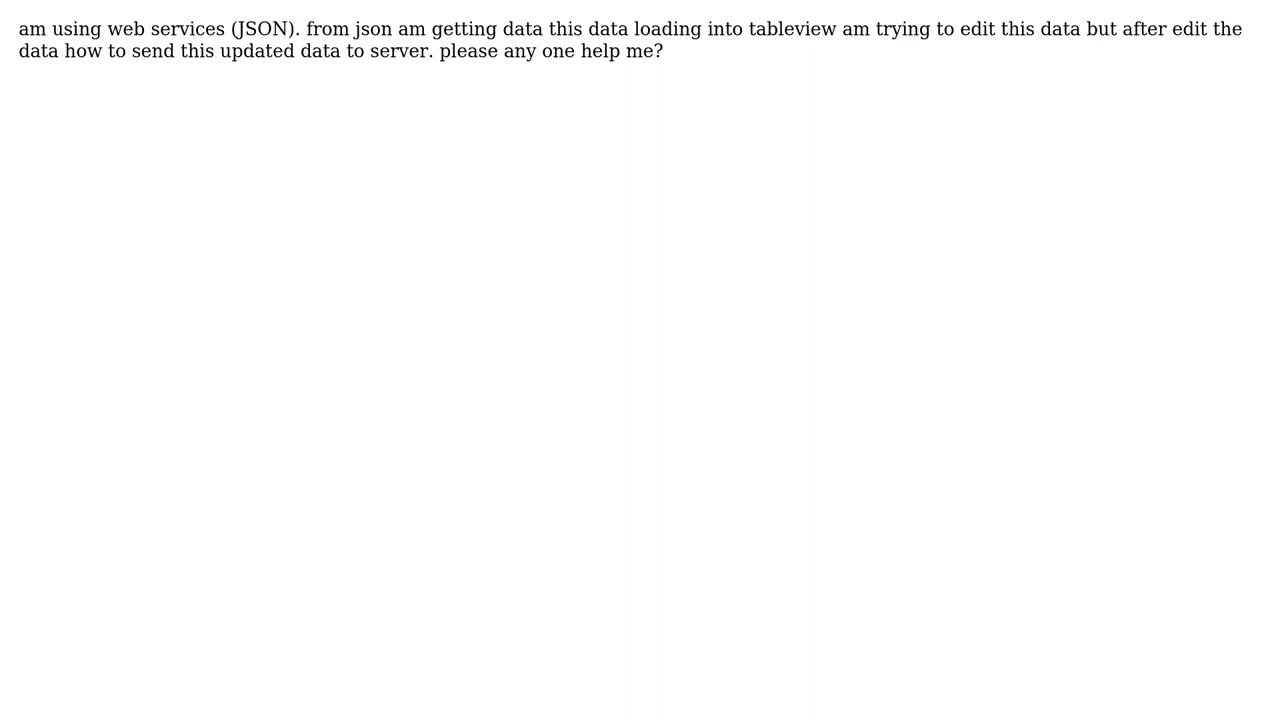 am using web services (JSON). from json am getting data this data loading into tableview am trying to edit this data but after edit the
data how to send this updated data to server. please any one help me?